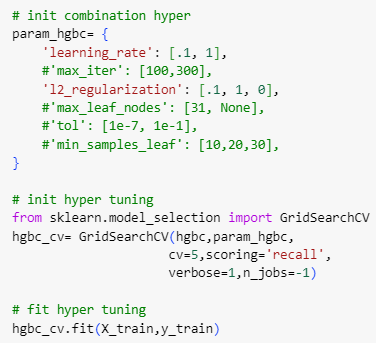 # init combination hyper
param_hgbc= {
    'learning_rate': [.1, 1],
    #'max_iter': [100,300],
    'l2_regularization': [.1, 1, 0],
    #'max_leaf_nodes': [31, None],
    #'tol': [1e-7, 1e-1],
    #'min_samples_leaf': [10,20,30],
}
# init hyper tuning
from sklearn.model_selection import GridSearchCV
hgbc_cv= GridSearchCV(hgbc,param_hgbc,
                      cv=5,scoring='recall',
                      verbose=1,n_jobs=-1)
# fit hyper tuning
hgbc_cv.fit(X_train,y_train)